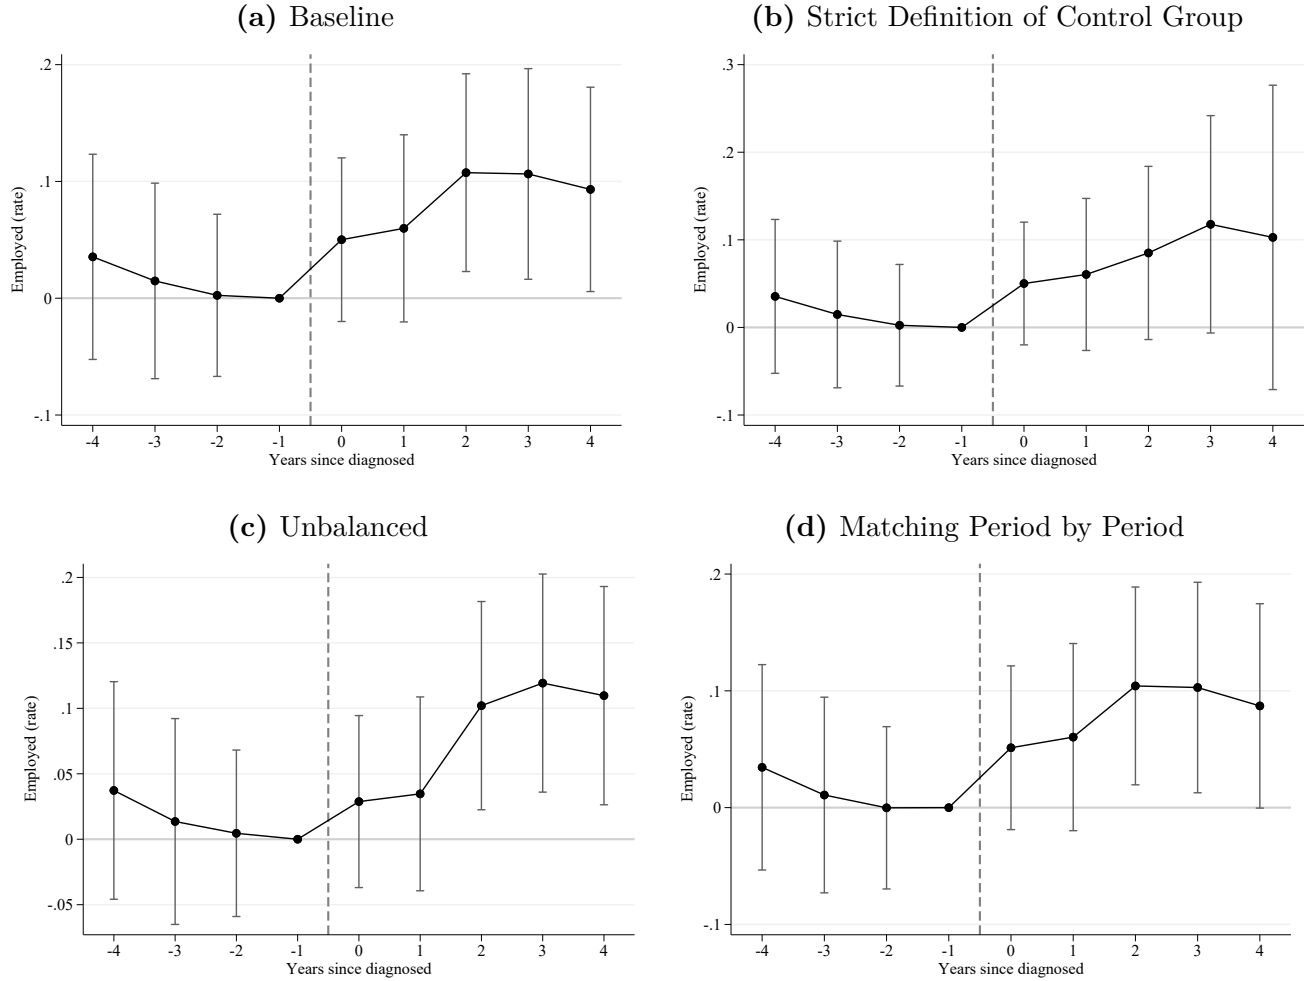 (a) Baseline
Employed (rate)
.2
.1
0
-.1
-4 -3 -2 -1 0 1 2 3 4
Years since diagnosed
(b) Strict Definition of Control Group
Employed (rate)
.3
.2
.1
0
-.1
-4 -3 -2 -1 0 1 2 3 4
Years since diagnosed
(c) Unbalanced
Employed (rate)
.2
.15
.1
.05
0
-.05
-4 -3 -2 -1 0 1 2 3 4
Years since diagnosed
(d) Matching Period by Period
Employed (rate)
.2
.1
0
-.1
-4 -3 -2 -1 0 1 2 3 4
Years since diagnosed